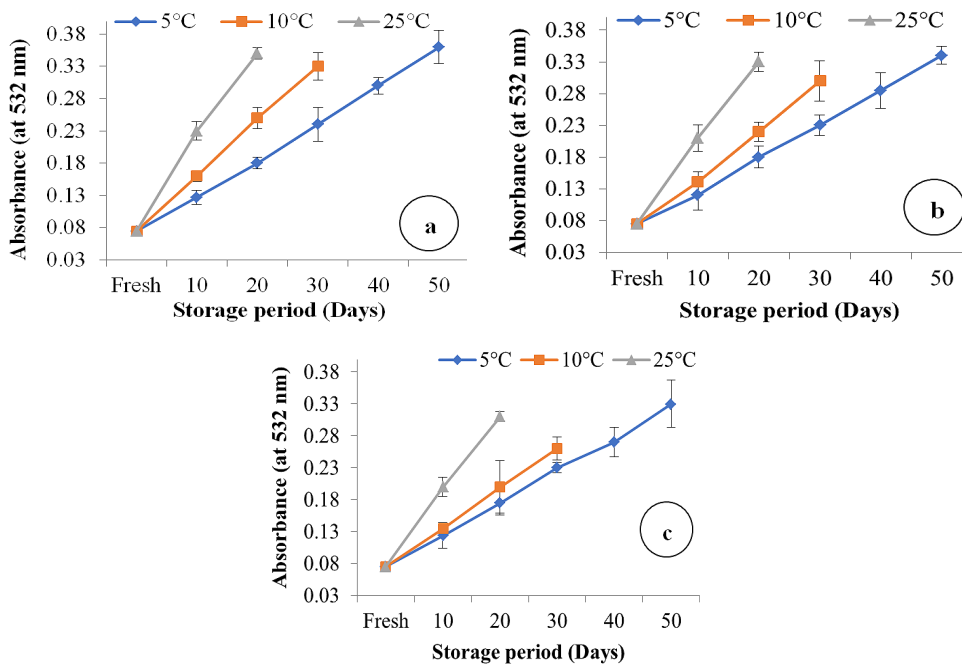 5°C 10°C 25°C
0.38
0.33
0.28
0.23
0.18
0.13
0.08
0.03
Absorbance (at 532 nm)
a
Fresh 10 20 30 40 50
Storage period (Days)
5°C 10°C 25°C
0.38
0.33
0.28
0.23
0.18
0.13
0.08
0.03
Absorbance (at 532 nm)
b
Fresh 10 20 30 40 50
Storage period (Days)
5°C 10°C 25°C
0.38
0.33
0.28
0.23
0.18
0.13
0.08
0.03
Absorbance (at 532 nm)
c
Fresh 10 20 30 40 50
Storage period (Days)